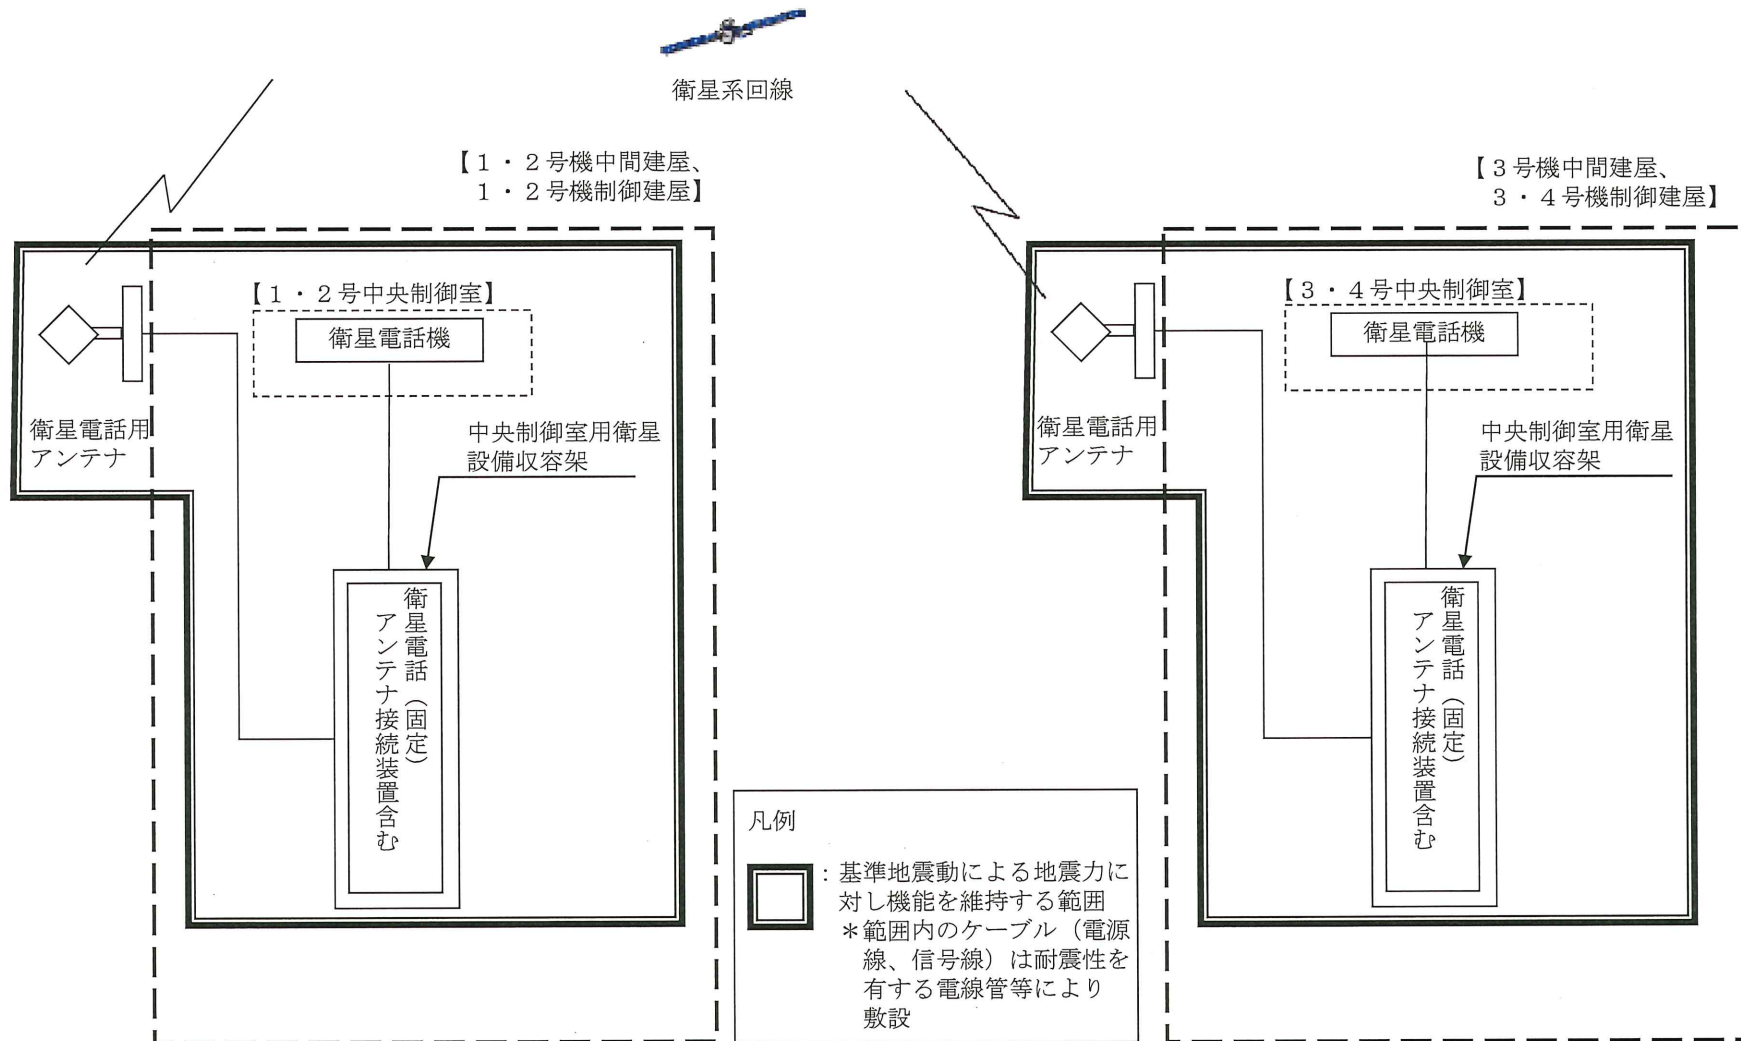 衛星系回線
【1・2号機中間建屋、
1・2号機制御建屋】
【1・2号中央制御室】
衛星電話機
衛星電話用
アンテナ
中央制御室用衛星
設備収容架
衛星電話（固定）
アンテナ接続装置含む
【3号機中間建屋、
3・4号機制御建屋】
【3・4号中央制御室】
衛星電話機
衛星電話用
アンテナ
中央制御室用衛星
設備収容架
衛星電話（固定）
アンテナ接続装置含む
凡例
：基準地震動による地震力に
対し機能を維持する範囲
＊範囲内のケーブル（電源
線、信号線）は耐震性を
有する電線管等により
敷設